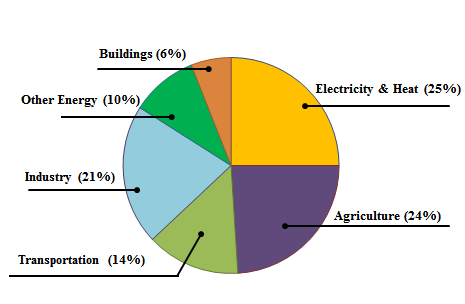 Buildings (6%)
Electricity & Heat (25%)
Other Energy (10%)
Industry (21%)
Agriculture (24%)
Transportation (14%)